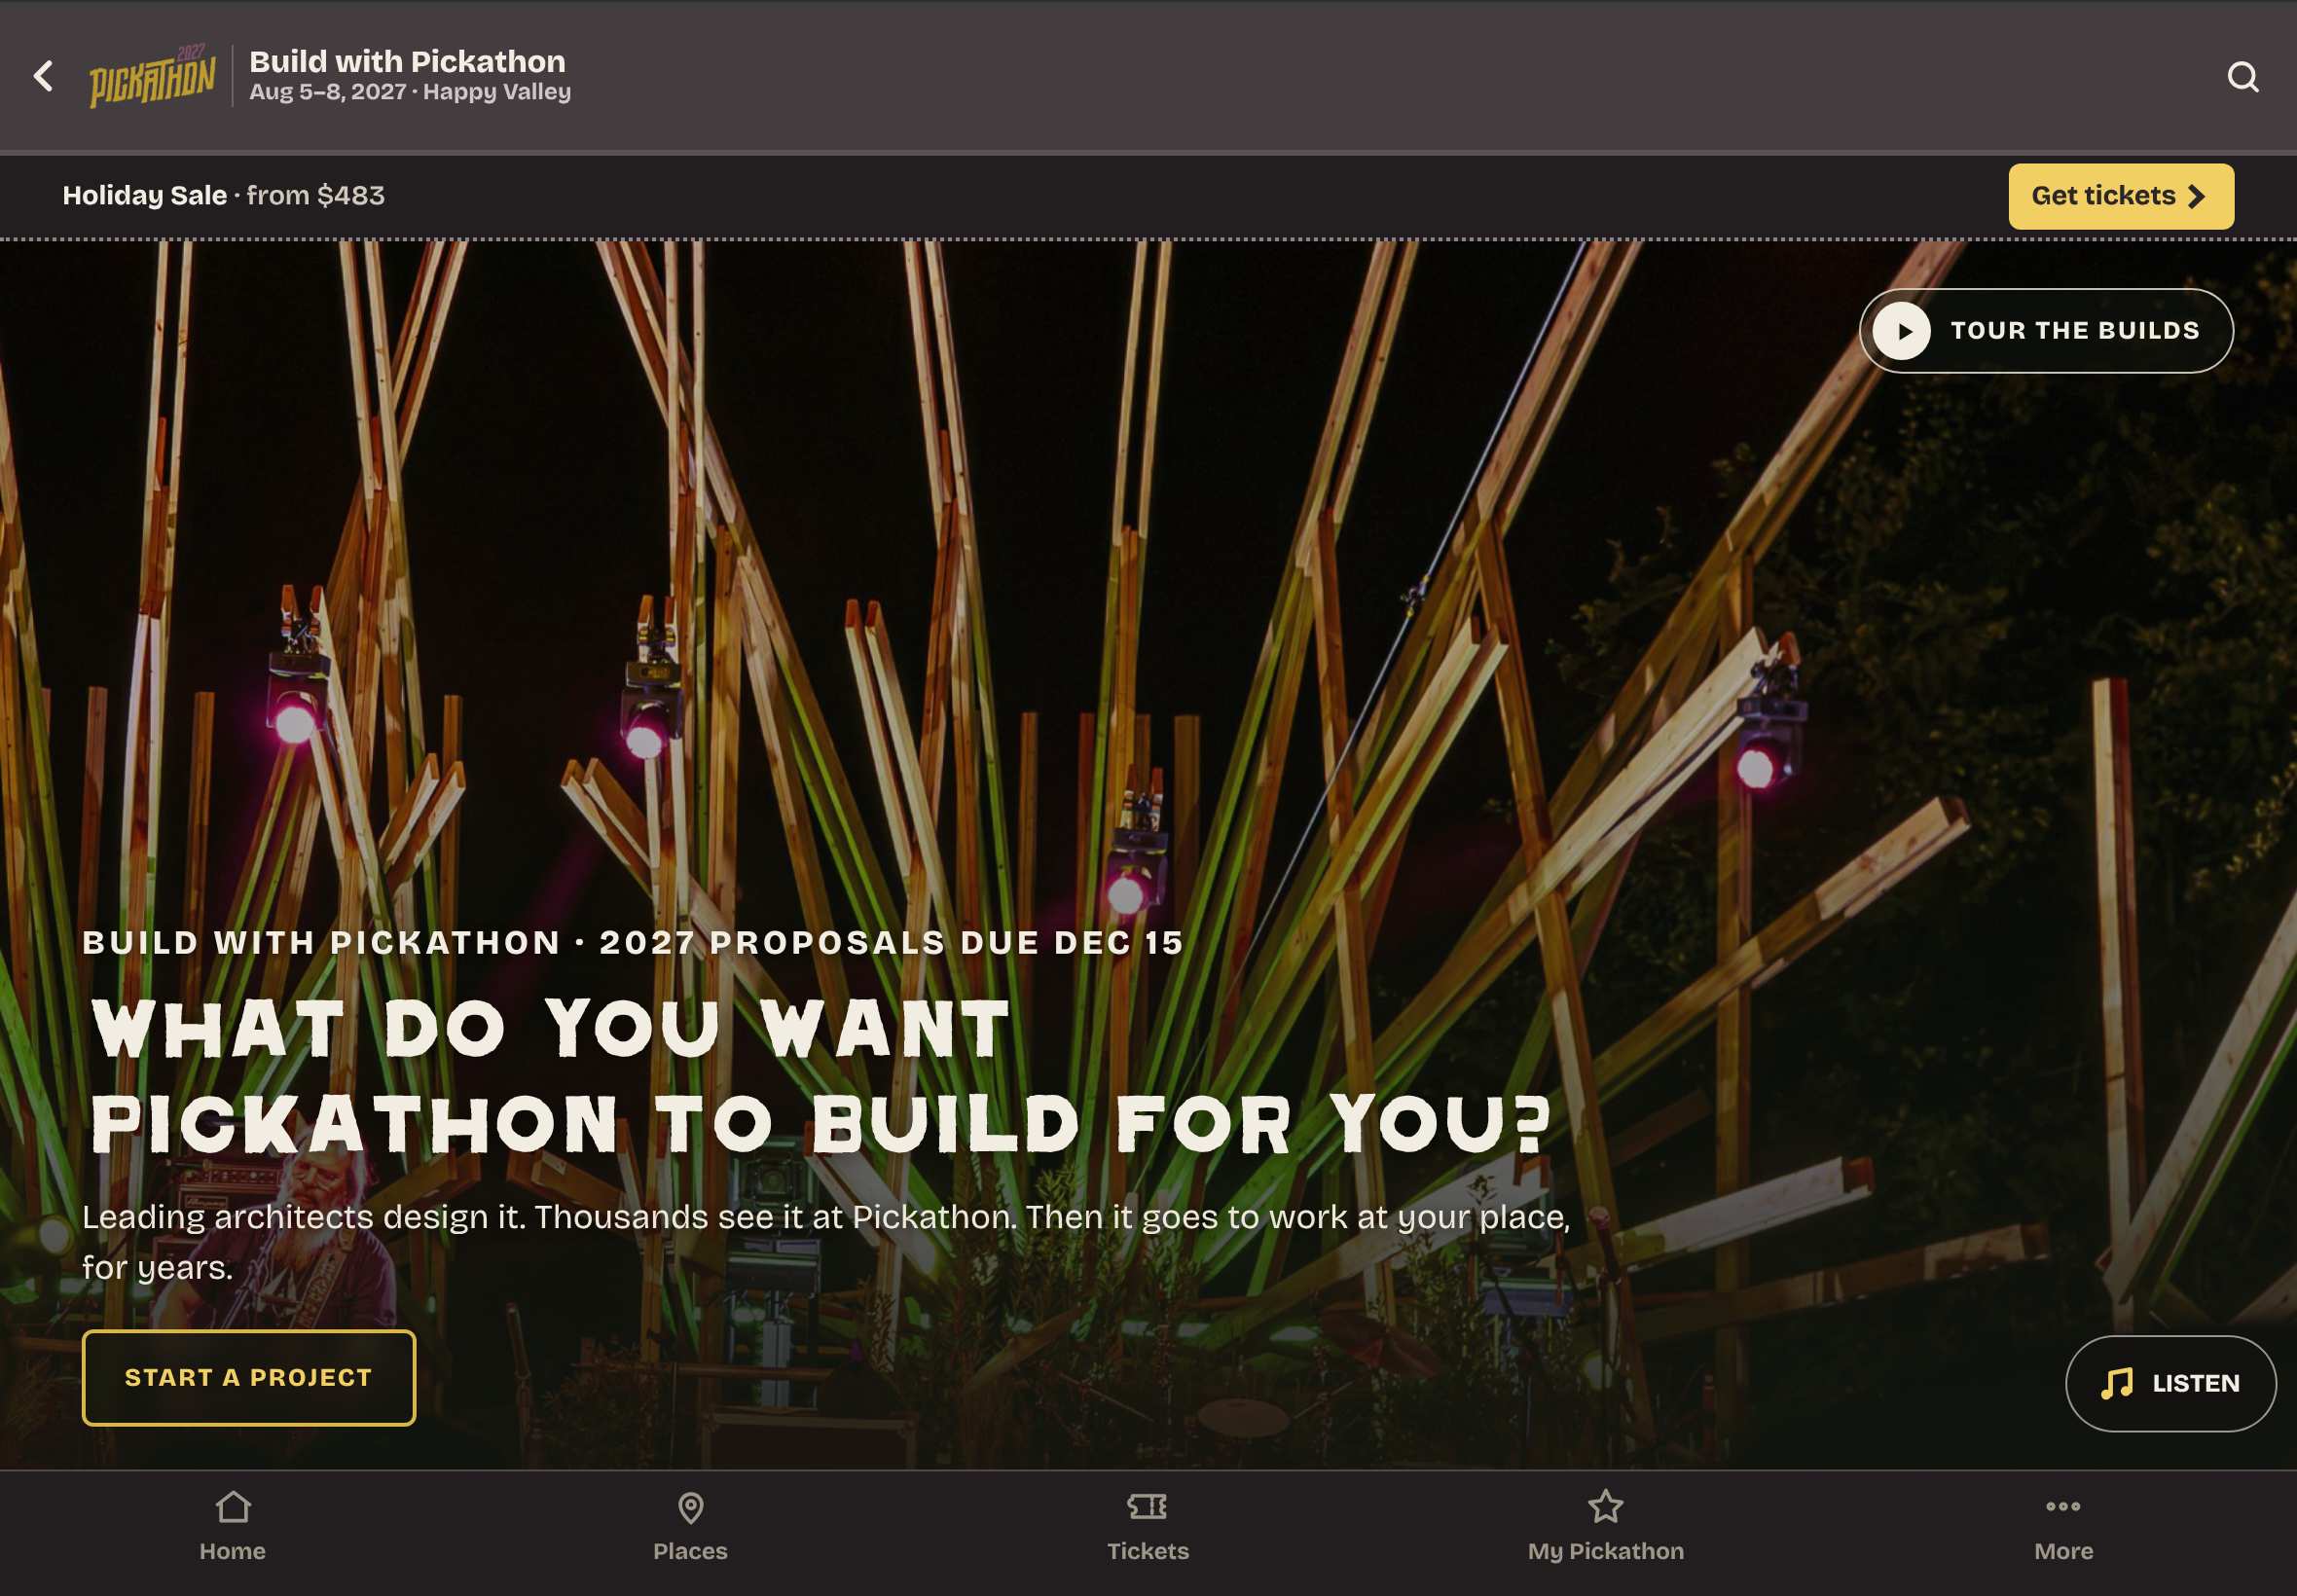 2027
PICKATHON
Build with Pickathon
Aug 5–8, 2027 · Happy Valley
Holiday Sale · from $483
Get tickets
TOUR THE BUILDS
BUILD WITH PICKATHON · 2027 PROPOSALS DUE DEC 15
WHAT DO YOU WANT
PICKATHON TO BUILD FOR YOU?
Leading architects design it. Thousands see it at Pickathon. Then it goes to work at your place,
for years.
START A PROJECT
LISTEN
Home
Places
Tickets
My Pickathon
More